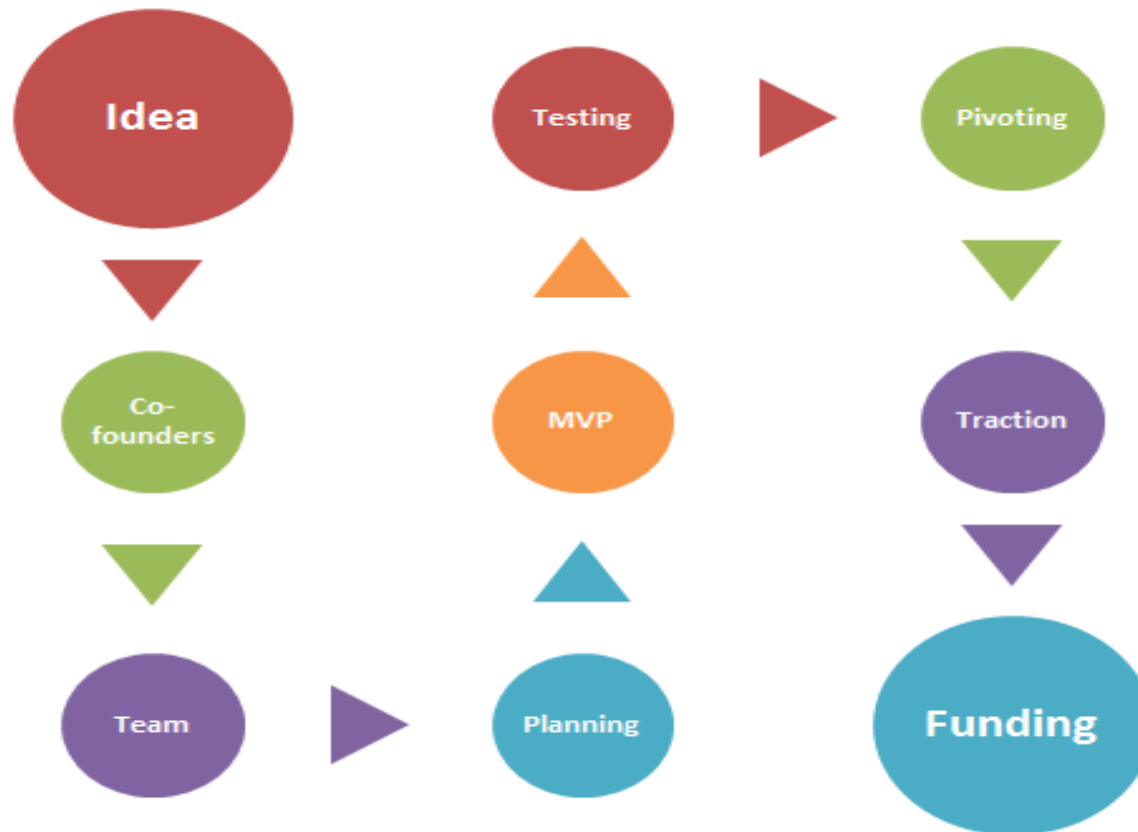 Idea
Co-
founders
Team
Planning
MVP
Testing
Pivoting
Traction
Funding